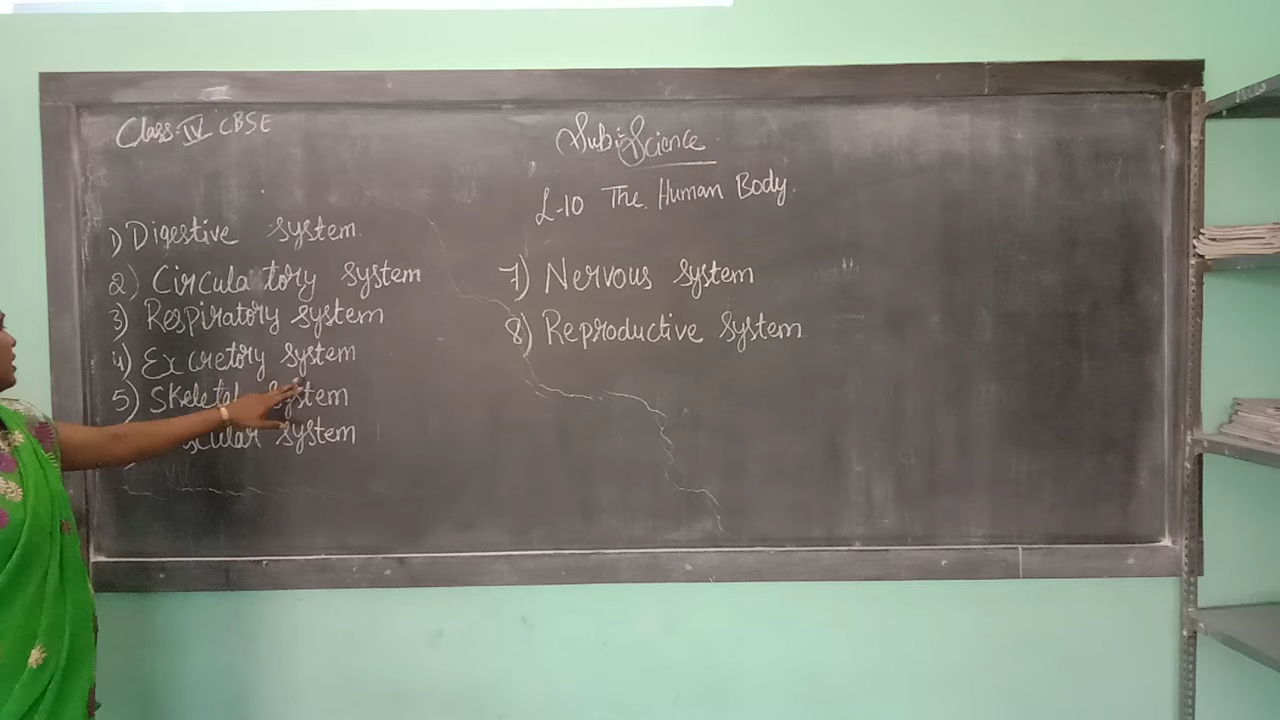 Class: IV CBSE
Sub: Science
L-10 The Human Body.
1) Digestive system.
2) Circulatory system
3) Respiratory system
4) Excretory system
5) Skeletal system
system
7) Nervous system
8) Reproductive system